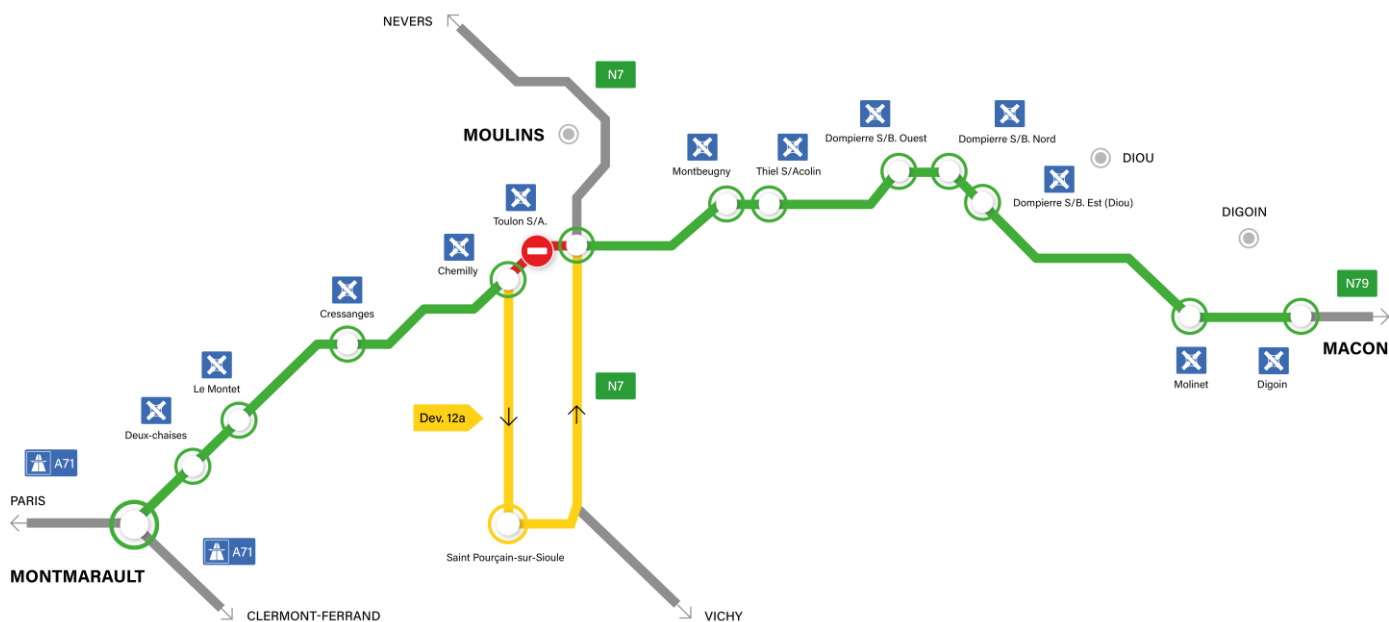 NEVERS
N7
MOULINS
Dompierre S/B. Ouest
Dompierre S/B. Nord
Montbeugny
Thiel S/Acolin
DIOU
Dompierre S/B. Est (Diou)
Toulon S/A.
DIGOIN
Chemilly
N79
Cressanges
MACON
Le Montet
Molinet
Digoin
N7
Dev. 12a
Deux-chaises
A71
PARIS
A71
Saint Pourçain-sur-Sioule
MONTMARAULT
CLERMONT-FERRAND
VICHY